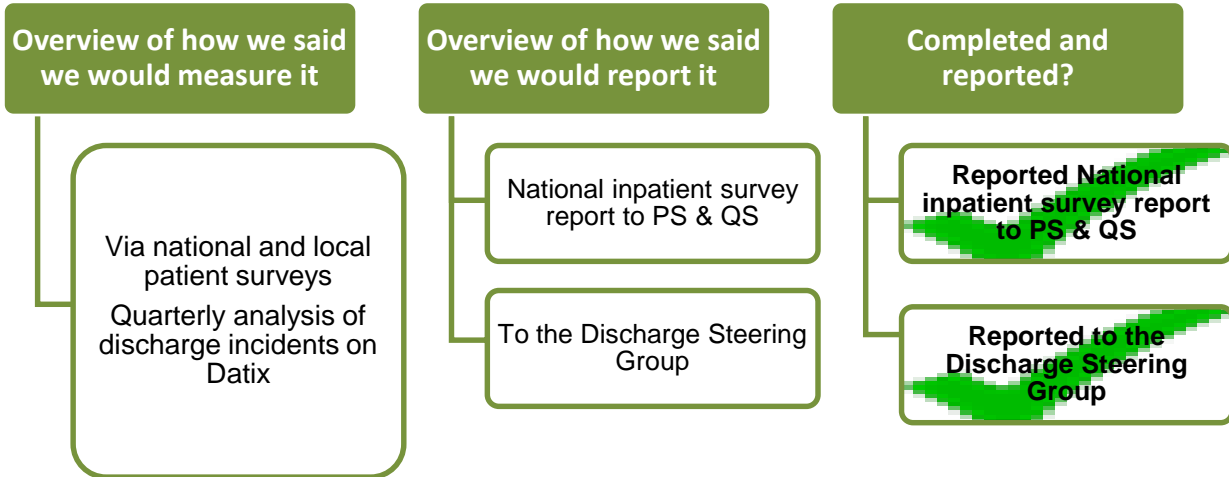 Overview of how we said
we would measure it
Via national and local
patient surveys
Quarterly analysis of
discharge incidents on
Datix
Overview of how we said
we would report it
National inpatient survey
report to PS & QS
To the Discharge Steering
Group
Completed and
reported?
Reported National
inpatient survey report
to PS & QS
Reported to the
Discharge Steering
Group